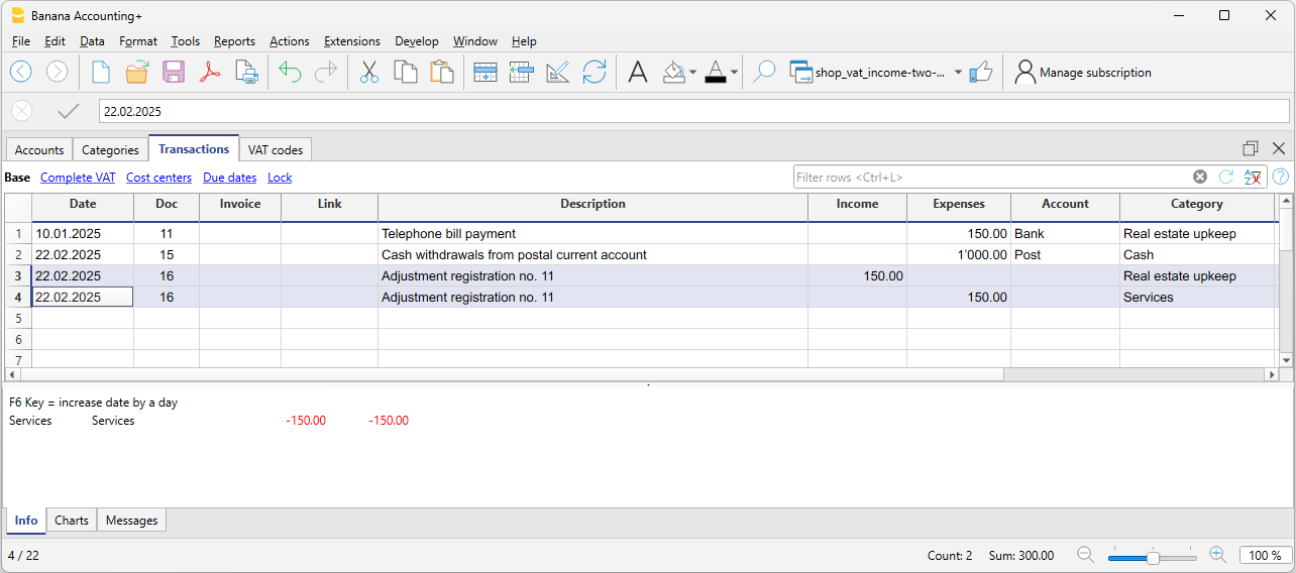 Banana Accounting+
File Edit Data Format Tools Reports Actions Extensions Develop Window Help
A A shop_vat_income-two-... Manage subscription
22.02.2025
Accounts Categories Transactions VAT codes
Base Complete VAT Cost centers Due dates Lock Filter rows <Ctrl+L>
Date Doc Invoice Link Description Income Expenses Account Category
1 10.01.2025 11 Telephone bill payment 150.00 Bank Real estate upkeep
2 22.02.2025 15 Cash withdrawals from postal current account 1'000.00 Post Cash
3 22.02.2025 16 Adjustment registration no. 11 150.00 Real estate upkeep
4 22.02.2025 16 Adjustment registration no. 11 150.00 Services
5
6
7
F6 Key = increase date by a day
Services Services -150.00 -150.00
Info Charts Messages
4 / 22 Count: 2 Sum: 300.00 100 %